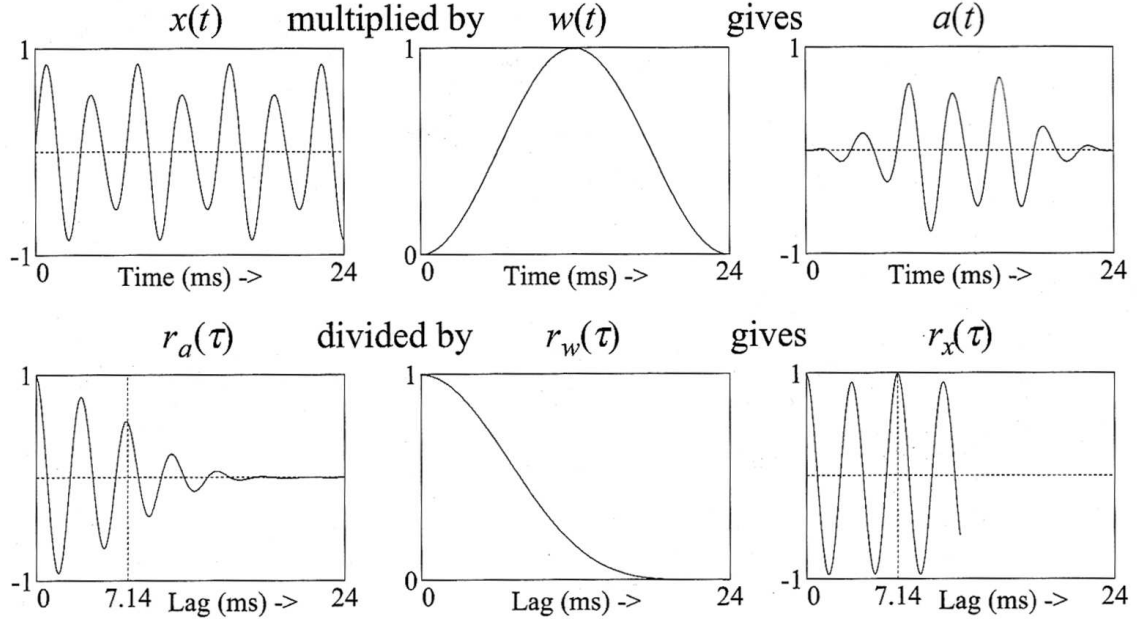 x(t) multiplied by w(t) gives a(t)
1 1 1
-1 0 -1
0 24 0 24 0 24
Time (ms) -> Time (ms) -> Time (ms) ->
r_a(τ) divided by r_w(τ) gives r_x(τ)
1 1 1
-1 0 -1
0 7.14 24 0 24 0 7.14 24
Lag (ms) -> Lag (ms) -> Lag (ms) ->